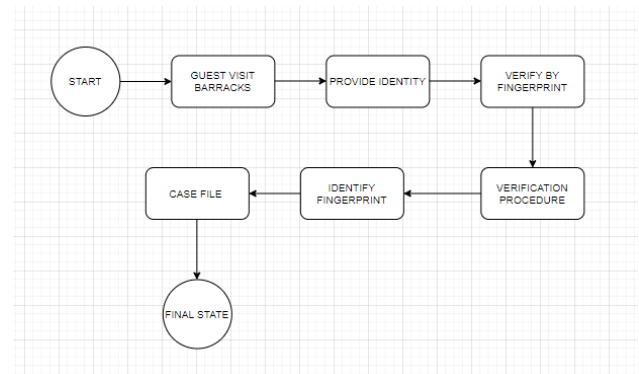 START
GUEST VISIT
BARRACKS
PROVIDE IDENTITY
VERIFY BY
FINGERPRINT
VERIFICATION
PROCEDURE
IDENTIFY
FINGERPRINT
CASE FILE
FINAL STATE